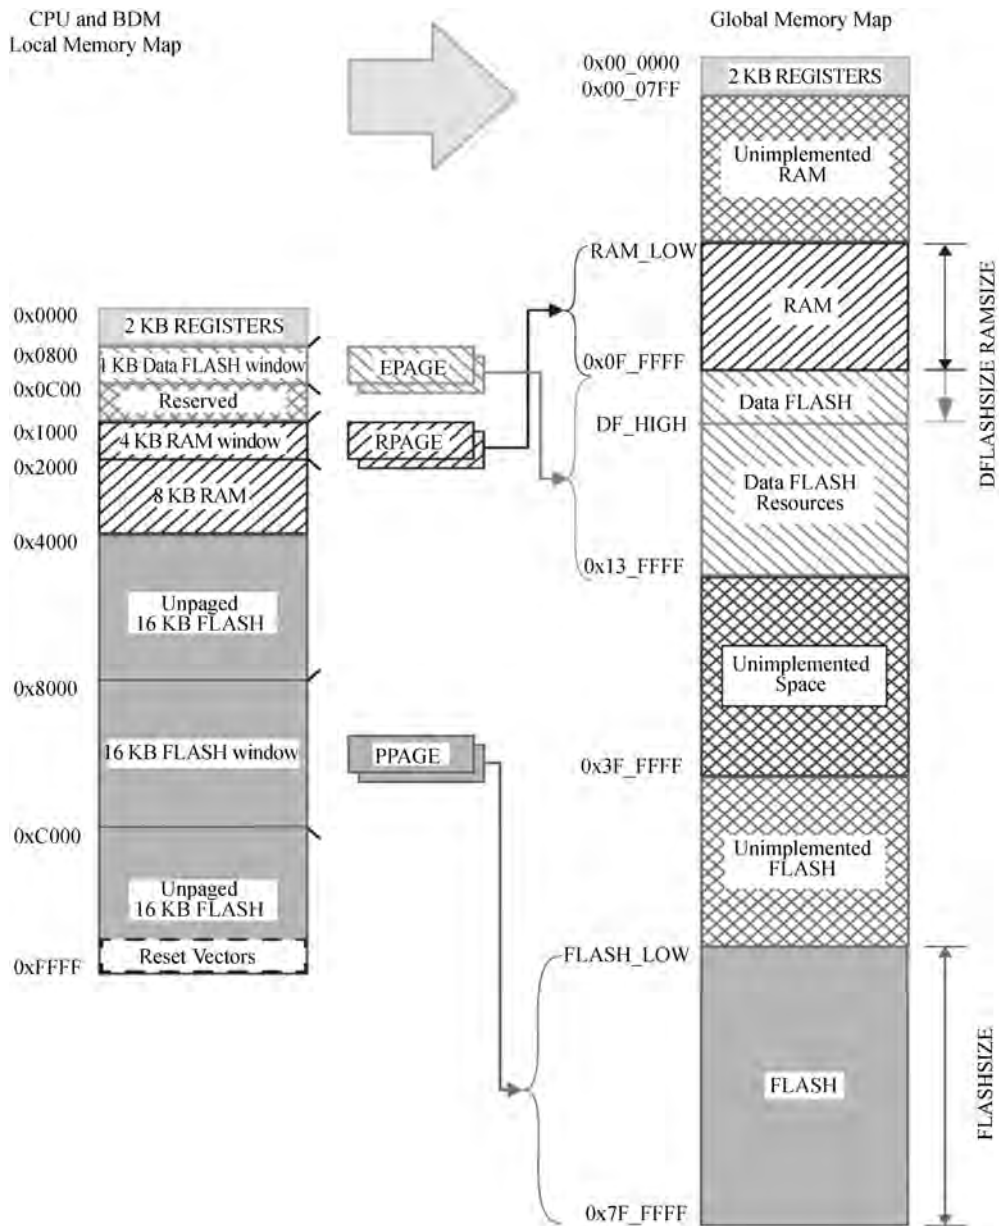 CPU and BDM
Local Memory Map
Global Memory Map
0x00_0000
0x00_07FF
2 KB REGISTERS
Unimplemented
RAM
RAM_LOW
RAM
0x0F_FFFF
Data FLASH
DF_HIGH
Data FLASH
Resources
0x13_FFFF
Unimplemented
Space
0x3F_FFFF
Unimplemented
FLASH
FLASH_LOW
FLASH
0x7F_FFFF
DFLASHSIZE RAMSIZE
FLASHSIZE
0x0000
2 KB REGISTERS
0x0800
1 KB Data FLASH window
0x0C00
Reserved
0x1000
4 KB RAM window
0x2000
8 KB RAM
0x4000
Unpaged
16 KB FLASH
0x8000
16 KB FLASH window
0xC000
Unpaged
16 KB FLASH
Reset Vectors
0xFFFF
EPAGE
RPAGE
PPAGE